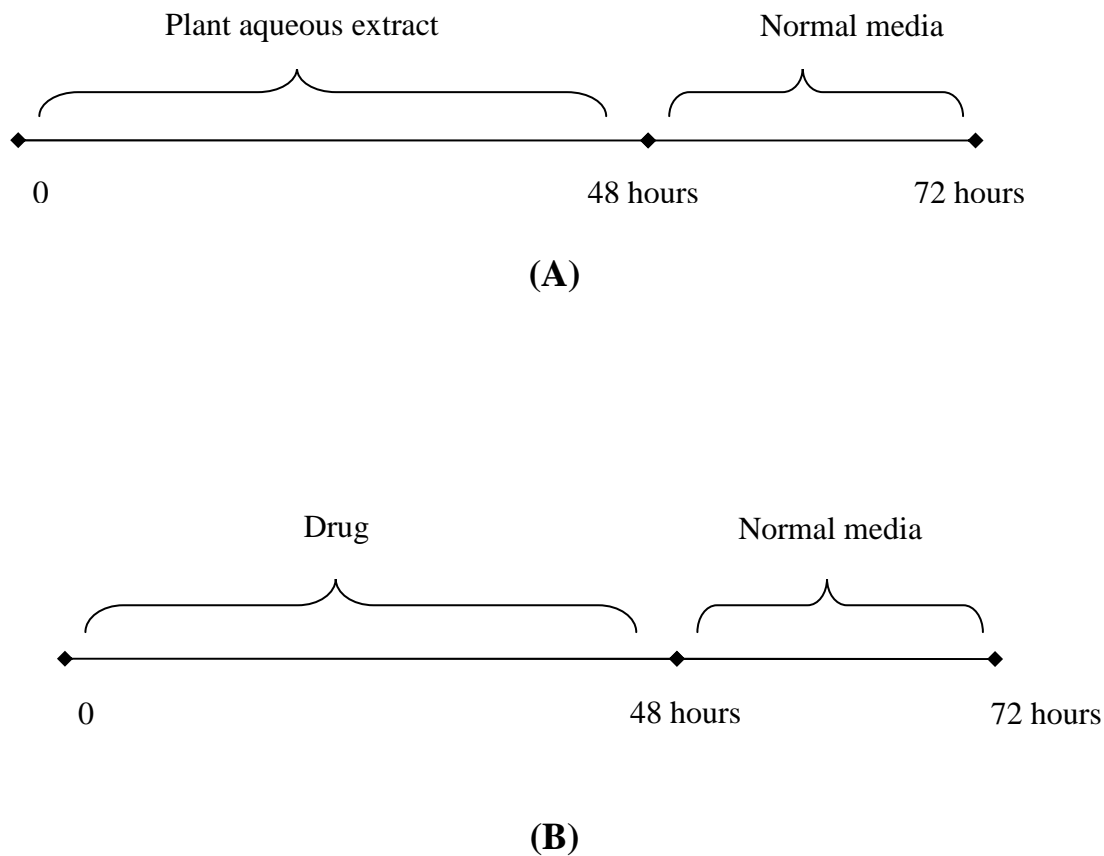 Plant aqueous extract Normal media
0 48 hours 72 hours
(A)
Drug Normal media
0 48 hours 72 hours
(B)